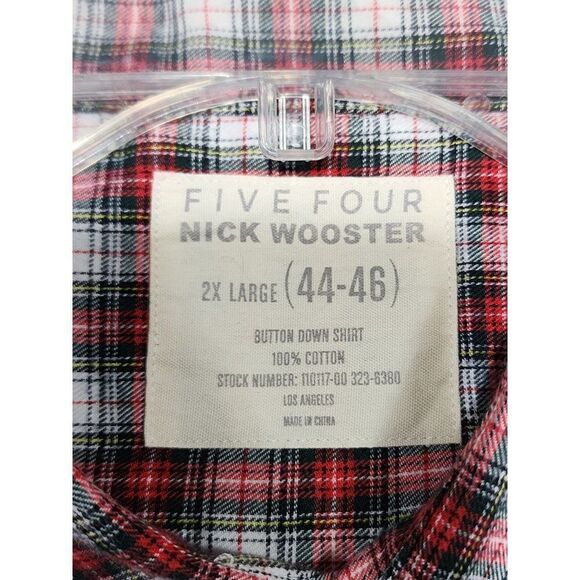 FIVE FOUR
NICK WOOSTER
2X LARGE (44-46)
BUTTON DOWN SHIRT
100% COTTON
STOCK NUMBER: 110117-00 323-6380
LOS ANGELES
MADE IN CHINA